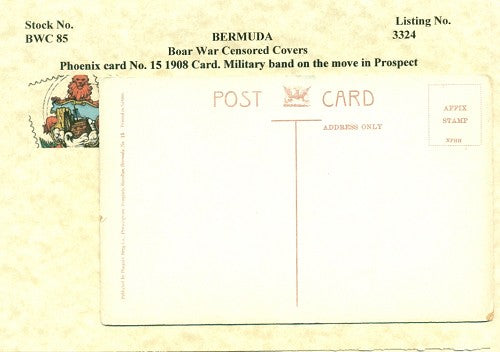 Stock No.
BWC 85
Listing No.
3324
BERMUDA
Boar War Censored Covers
Phoenix card No. 15 1908 Card. Military band on the move in Prospect
POST CARD
ADDRESS ONLY
AFFIX
STAMP